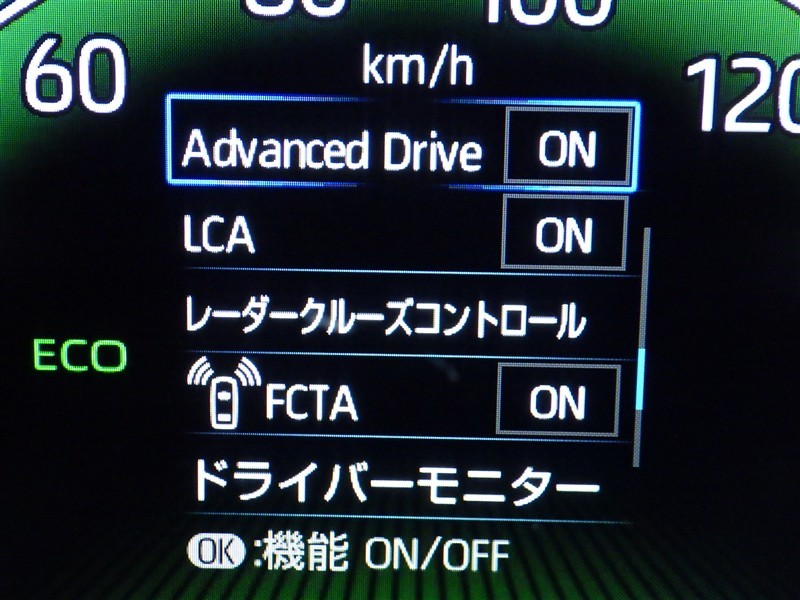 80 100
60 km/h 120
Advanced Drive ON
LCA ON
レーダークルーズコントロール
ECO
FCTA ON
ドライバーモニター
OK:機能 ON/OFF